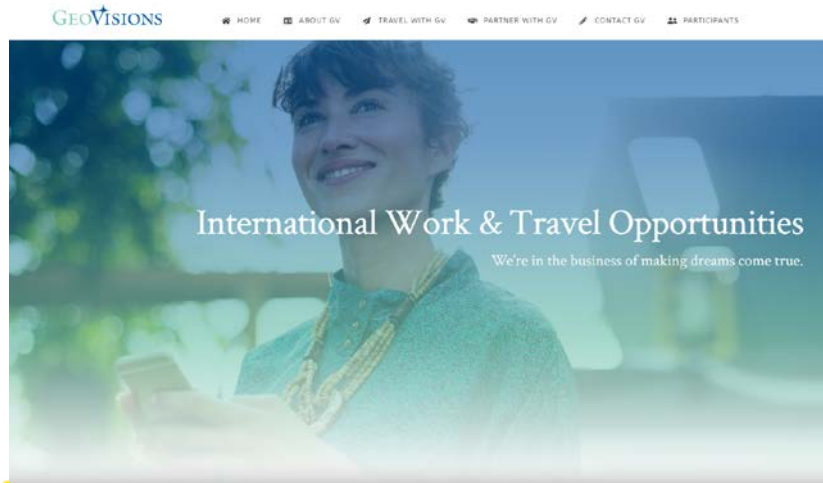 GEOVISIONS
HOME ABOUT GV TRAVEL WITH GV PARTNER WITH GV CONTACT GV PARTICIPANTS
International Work & Travel Opportunities
We're in the business of making dreams come true.